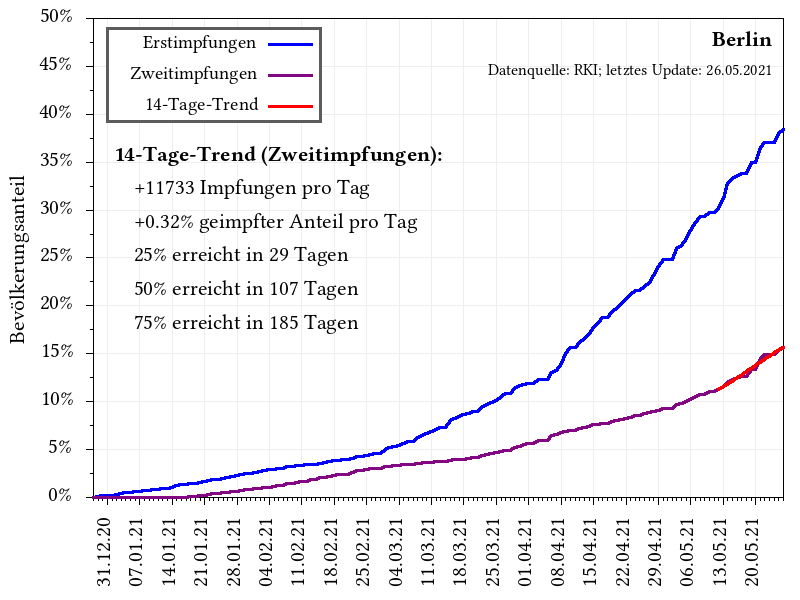 50%
45%
40%
35%
30%
25%
20%
15%
10%
5%
0%
Bevölkerungsanteil
Erstimpfungen
Zweitimpfungen
14-Tage-Trend
Berlin
Datenquelle: RKI; letztes Update: 26.05.2021
14-Tage-Trend (Zweitimpfungen):
+11733 Impfungen pro Tag
+0.32% geimpfter Anteil pro Tag
25% erreicht in 29 Tagen
50% erreicht in 107 Tagen
75% erreicht in 185 Tagen
31.12.20
07.01.21
14.01.21
21.01.21
28.01.21
04.02.21
11.02.21
18.02.21
25.02.21
04.03.21
11.03.21
18.03.21
25.03.21
01.04.21
08.04.21
15.04.21
22.04.21
29.04.21
06.05.21
13.05.21
20.05.21